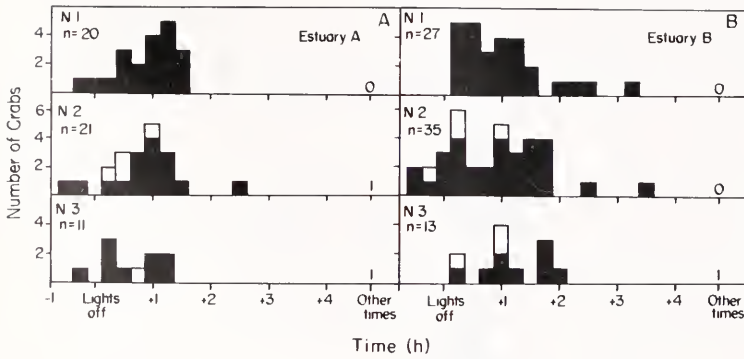 Number of Crabs
A
N 1
n=20
Estuary A
6
4
2
0
N 2
n=21
6
4
2
1
N 3
n=11
4
2
1
-1
Lights off
+1
+2
+3
+4
Other times
B
N 1
n=27
Estuary B
0
N 2
n=35
0
N 3
n=13
1
Lights off
+1
+2
+3
+4
Other times
Time (h)